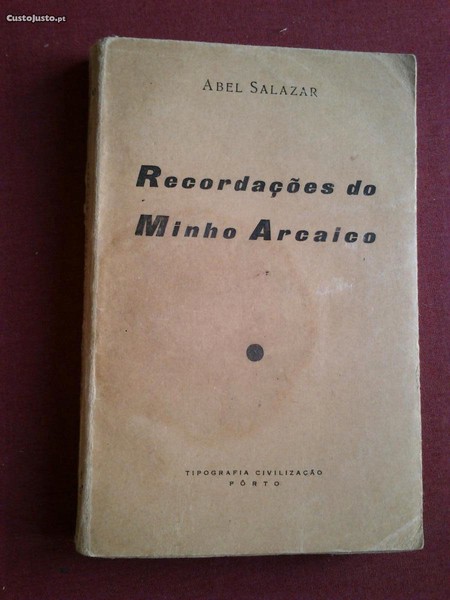 CustoJusto.pt
ABEL SALAZAR
Recordações do
Minho Arcaico
TIPOGRAFIA CIVILIZAÇÃO
PÔRTO